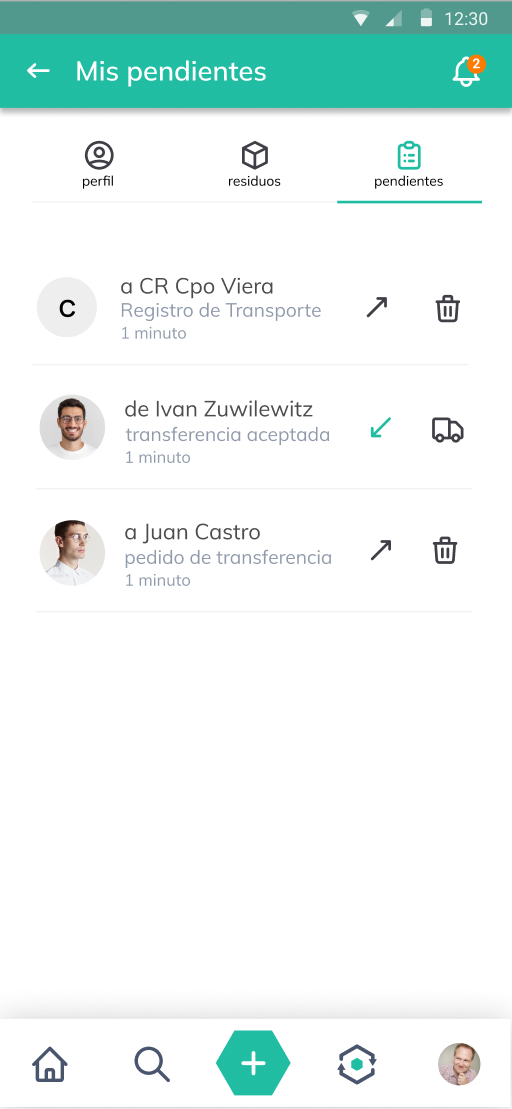 12:30
Mis pendientes
2
perfil
residuos
pendientes
a CR Cpo Viera
C
Registro de Transporte
1 minuto
de Ivan Zuwilewitz
transferencia aceptada
1 minuto
a Juan Castro
pedido de transferencia
1 minuto